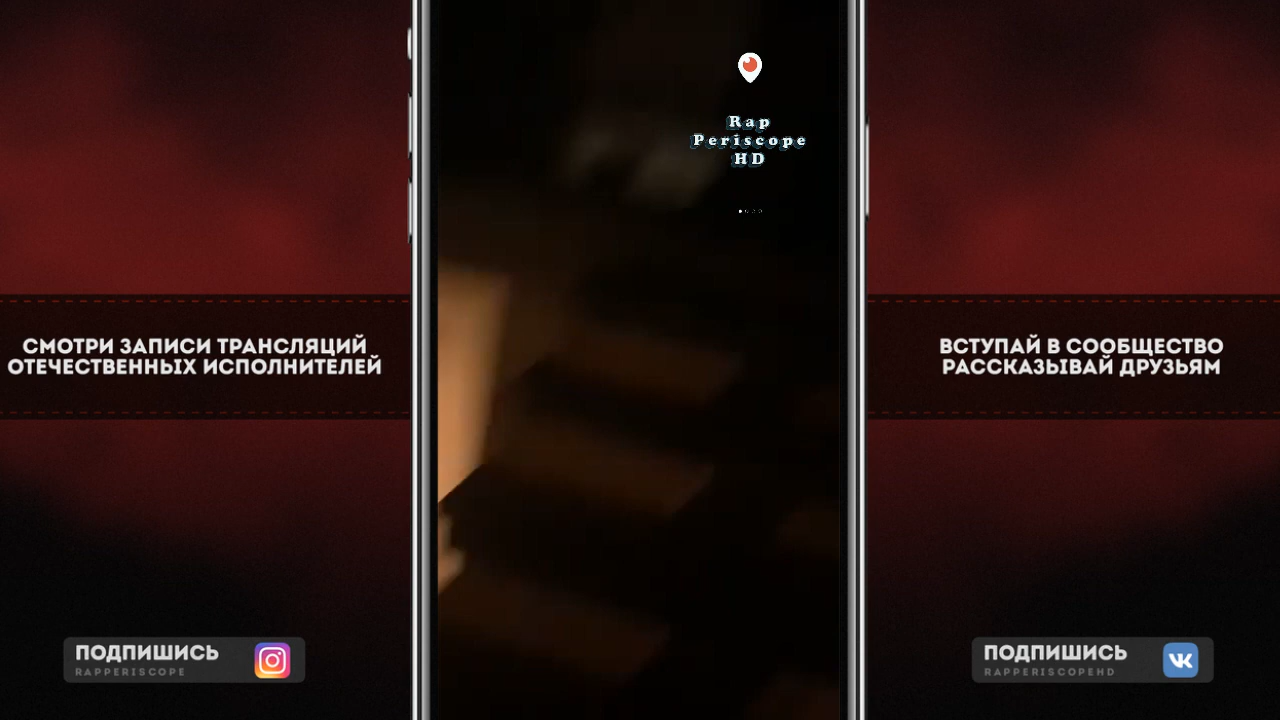 Rap
Periscope
HD
СМОТРИ ЗАПИСИ ТРАНСЛЯЦИЙ
ОТЕЧЕСТВЕННЫХ ИСПОЛНИТЕЛЕЙ
ВСТУПАЙ В СООБЩЕСТВО
РАССКАЗЫВАЙ ДРУЗЬЯМ
ПОДПИШИСЬ
RAPPERISCOPE
ПОДПИШИСЬ
RAPPERISCOPEHD